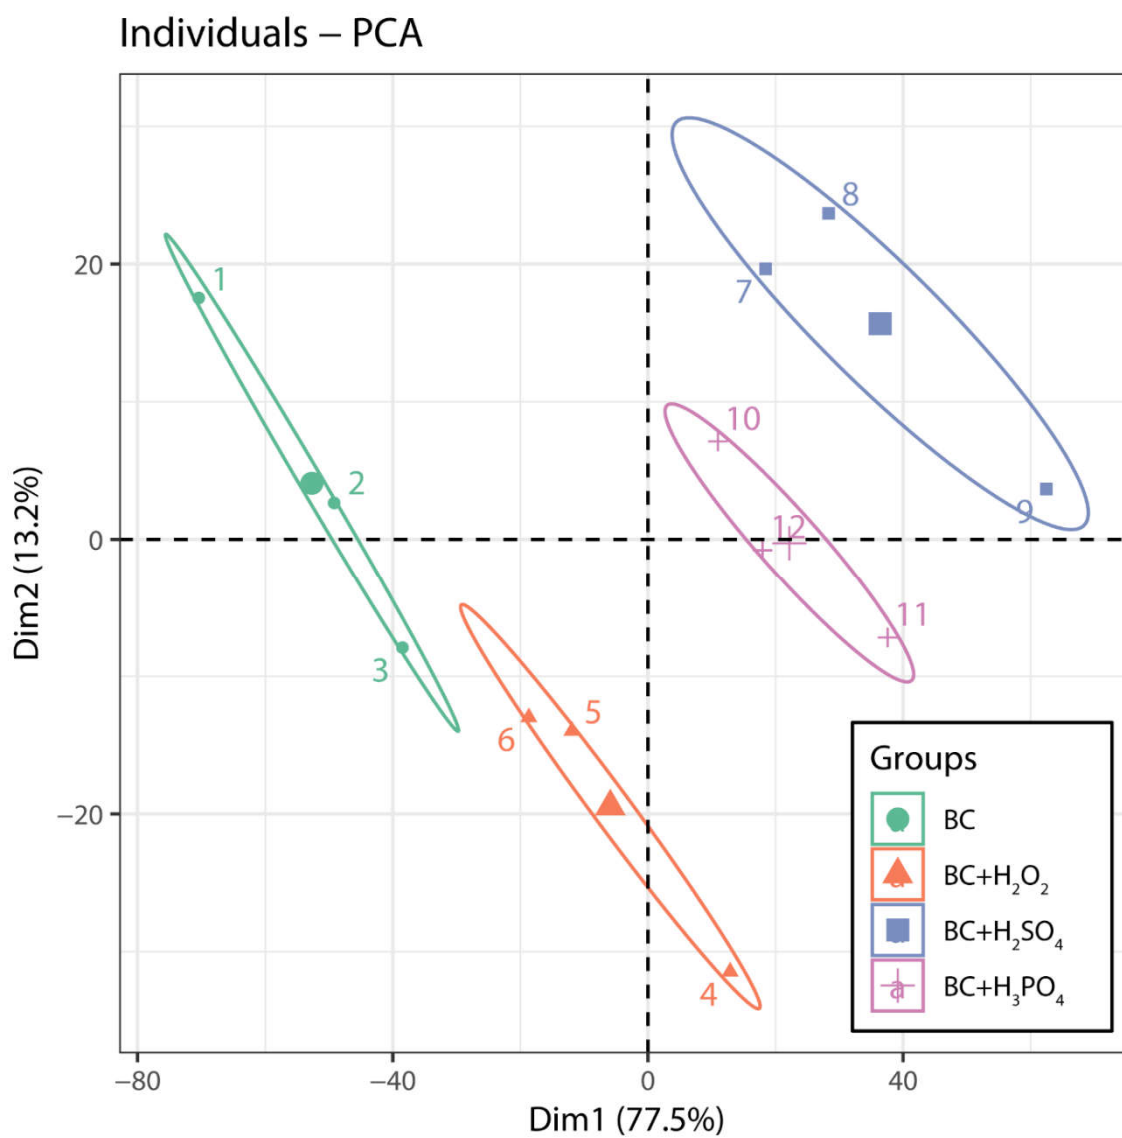 Individuals – PCA
Dim2 (13.2%)
20
0
−20
1
2
3
8
7
9
10
12
11
5
6
4
Groups
a BC
a BC+H₂O₂
a BC+H₂SO₄
a BC+H₃PO₄
−80 −40 0 40
Dim1 (77.5%)